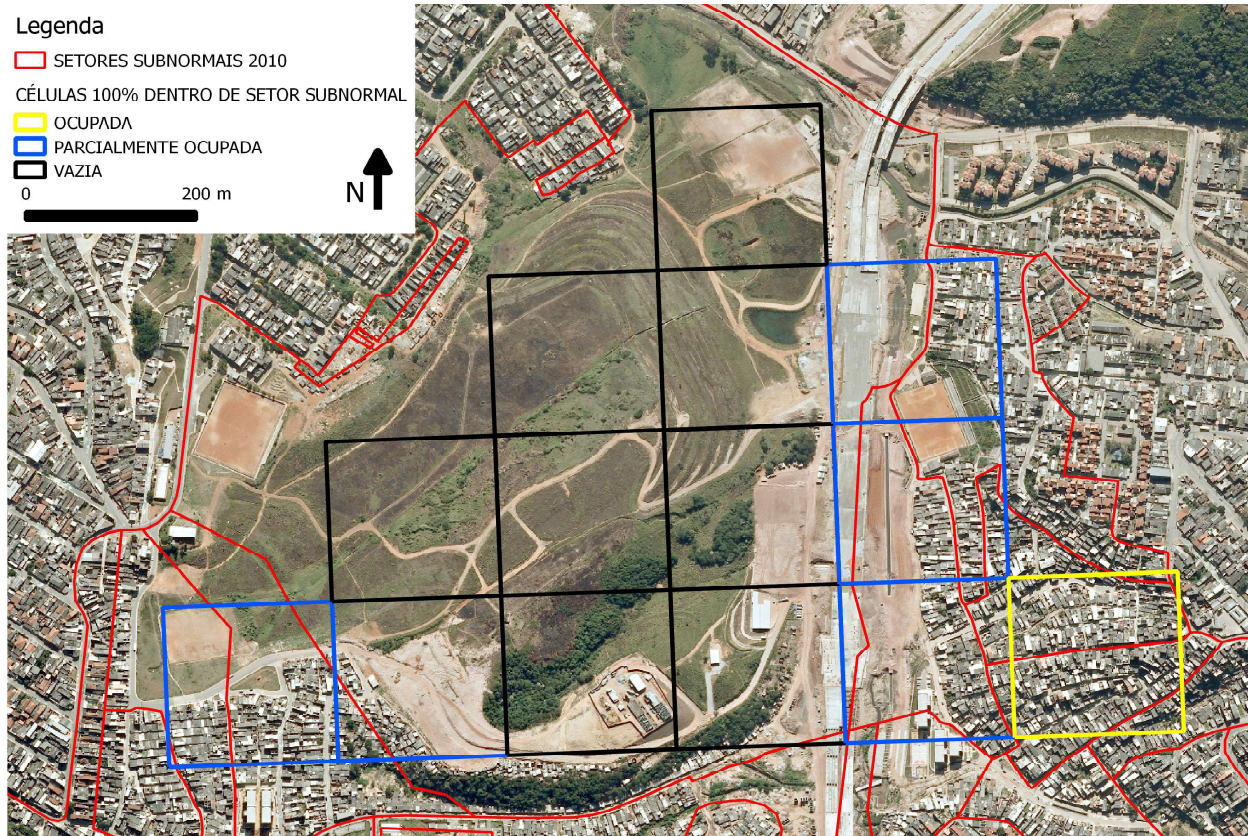 Legenda
SETORES SUBNORMAIS 2010
CÉLULAS 100% DENTRO DE SETOR SUBNORMAL
OCUPADA
PARCIALMENTE OCUPADA
VAZIA
0 200 m
N